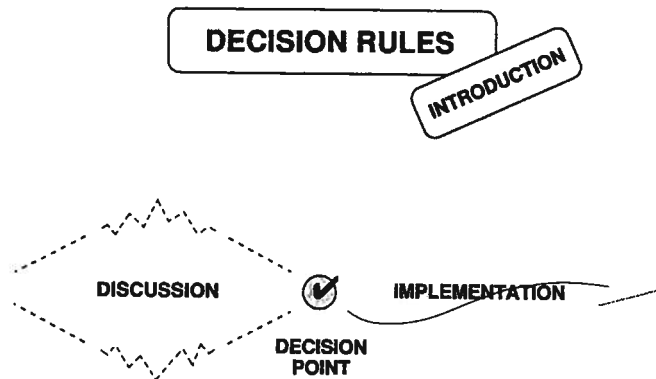 DECISION RULES
INTRODUCTION
DISCUSSION
IMPLEMENTATION
DECISION
POINT